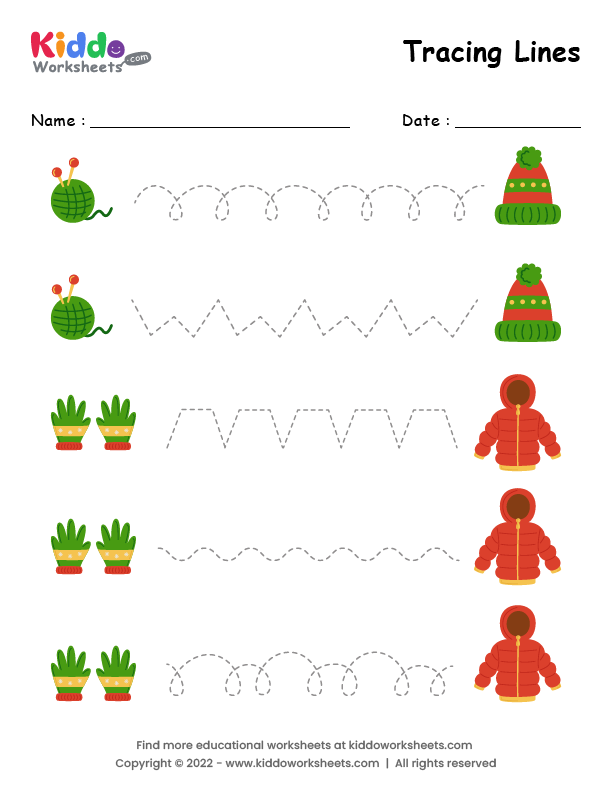 Kiddo
Worksheets.com
Tracing Lines
Name : 
Date : 
Find more educational worksheets at kiddoworksheets.com
Copyright © 2022 - www.kiddoworksheets.com | All rights reserved